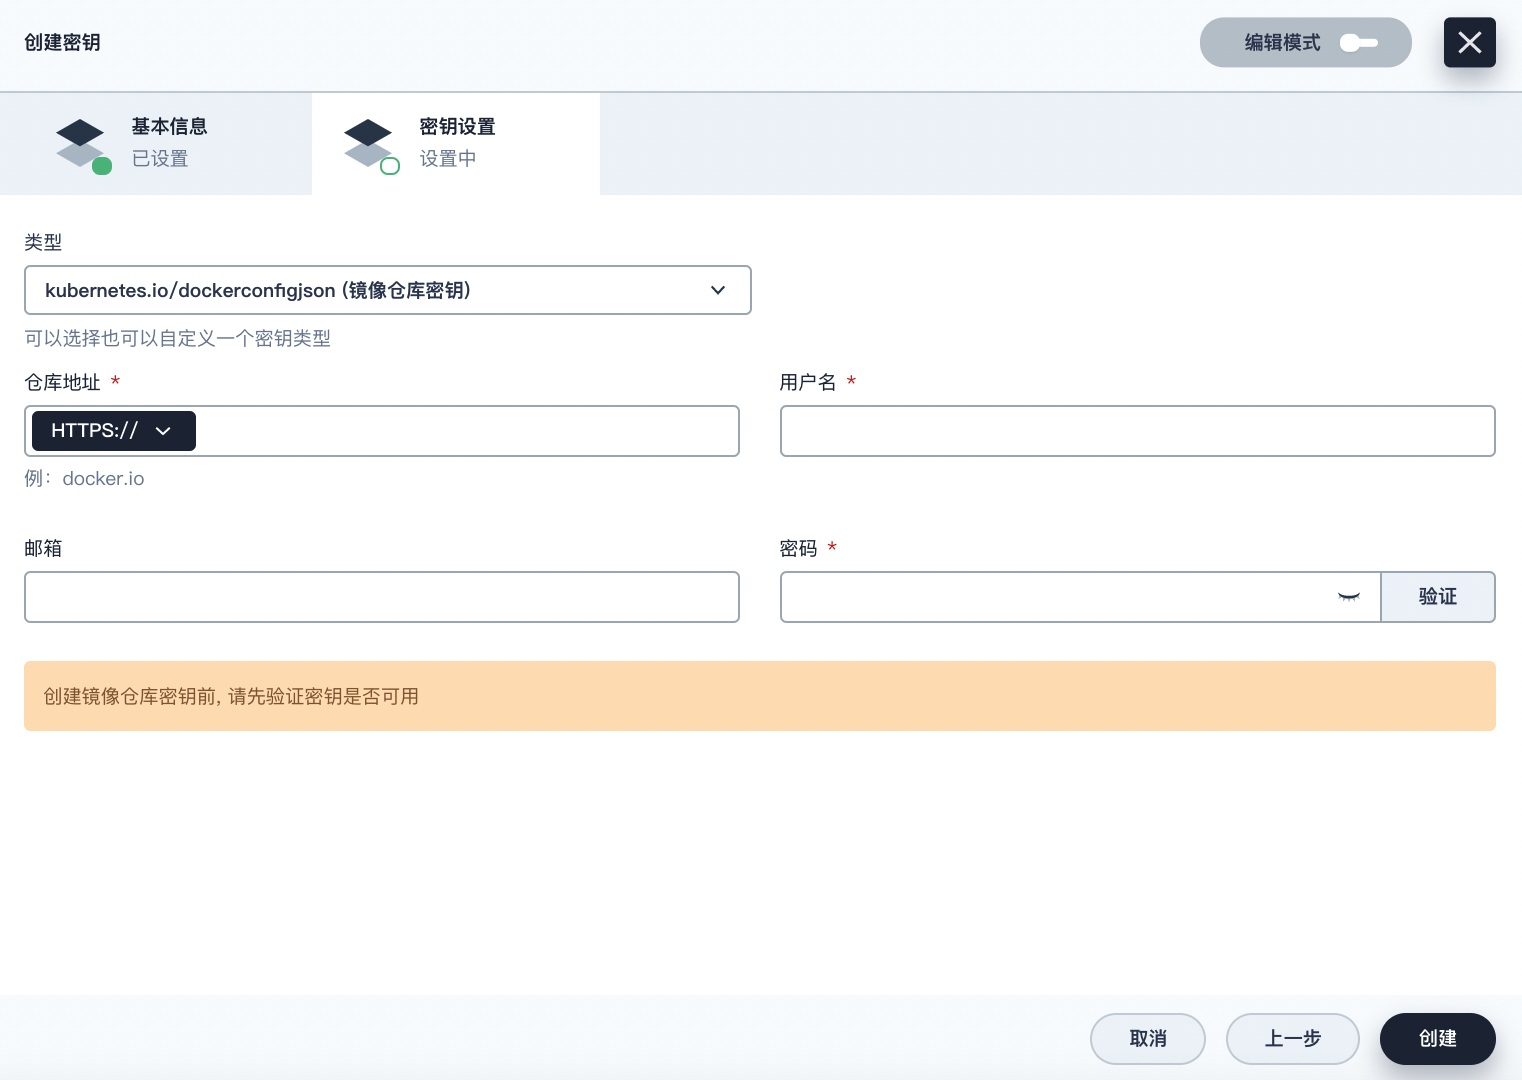 创建密钥
编辑模式
基本信息
已设置
密钥设置
设置中
类型
kubernetes.io/dockerconfigjson (镜像仓库密钥)
可以选择也可以自定义一个密钥类型
仓库地址 *
用户名 *
HTTPS://
例：docker.io
邮箱
密码 *
验证
创建镜像仓库密钥前, 请先验证密钥是否可用
取消
上一步
创建